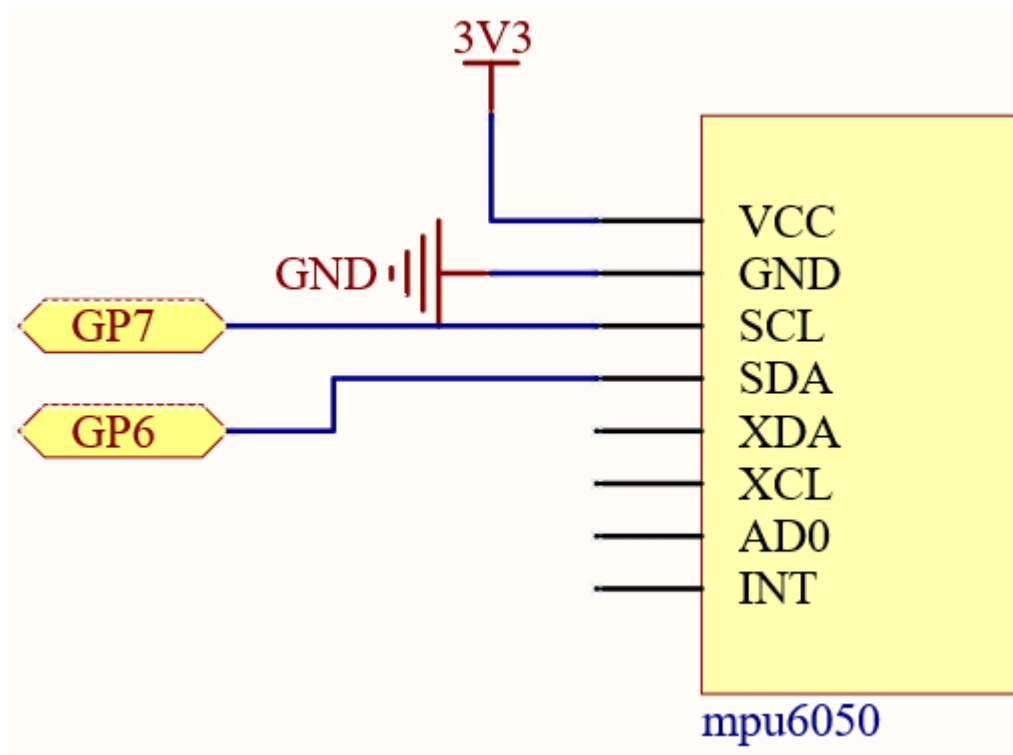 3V3
VCC
GND GND
GP7 SCL
SDA
GP6 XDA
XCL
AD0
INT
mpu6050